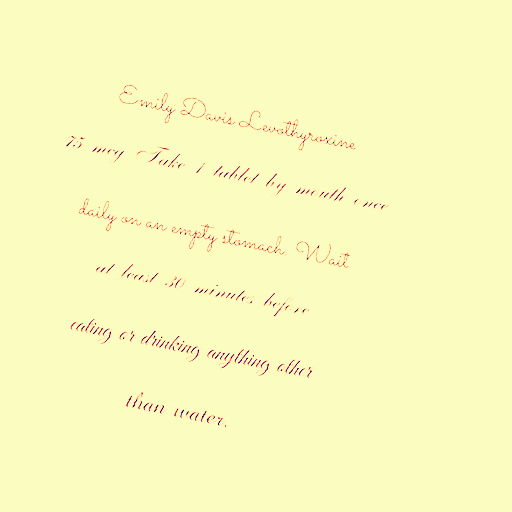 Emily Davis Levothyroxine
75 mcg Take 1 tablet by mouth once
daily on an empty stomach. Wait
at least 30 minutes before
eating or drinking anything other
than water.